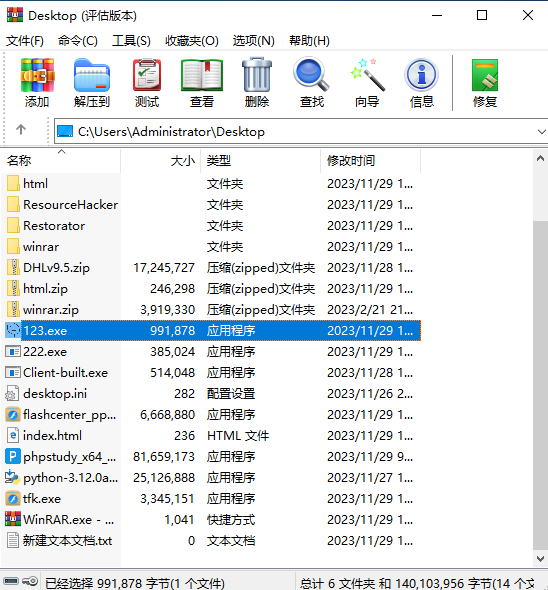 Desktop (评估版本)
文件(F) 命令(C) 工具(S) 收藏夹(O) 选项(N) 帮助(H)
添加 解压到 测试 查看 删除 查找 向导 信息 修复
C:\Users\Administrator\Desktop
名称 大小 类型 修改时间
html 文件夹 2023/11/29 1...
ResourceHacker 文件夹 2023/11/29 1...
Restorator 文件夹 2023/11/29 1...
winrar 文件夹 2023/11/29 1...
DHLv9.5.zip 17,245,727 压缩(zipped)文件夹 2023/11/28 1...
html.zip 246,298 压缩(zipped)文件夹 2023/11/29 1...
winrar.zip 3,919,330 压缩(zipped)文件夹 2023/2/21 21...
123.exe 991,878 应用程序 2023/11/29 1...
222.exe 385,024 应用程序 2023/11/29 1...
Client-built.exe 514,048 应用程序 2023/11/28 1...
desktop.ini 282 配置设置 2023/11/26 2...
flashcenter_pp... 6,668,880 应用程序 2023/11/29 1...
index.html 236 HTML 文件 2023/11/29 1...
phpstudy_x64_... 81,659,173 应用程序 2023/11/29 9...
python-3.12.0a... 25,126,888 应用程序 2023/11/27 1...
tfk.exe 3,345,151 应用程序 2023/11/29 1...
WinRAR.exe - ... 1,041 快捷方式 2023/11/29 1...
新建文本文档.txt 0 文本文档 2023/11/29 1...
已经选择 991,878 字节(1 个文件) 总计 6 文件夹 和 140,103,956 字节(14 个文